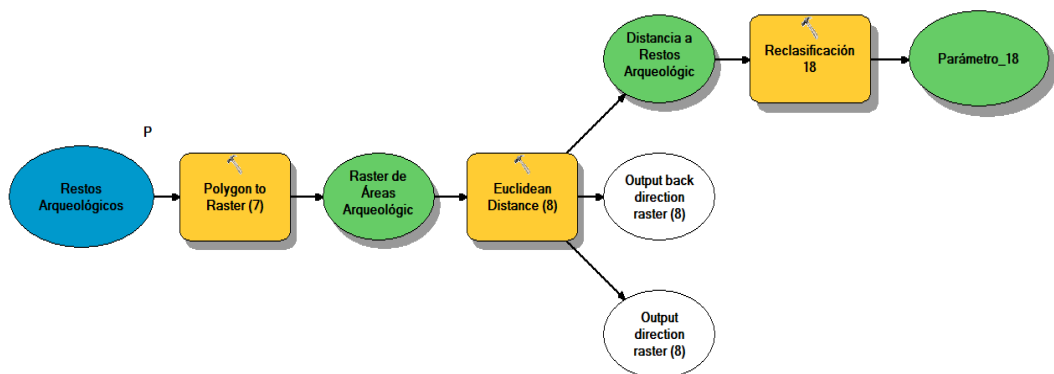 P
Restos
Arqueológicos
Polygon to
Raster (7)
Raster de
Áreas
Arqueológic
Euclidean
Distance (8)
Distancia a
Restos
Arqueológic
Reclasificación
18
Parámetro_18
Output back
direction
raster (8)
Output
direction
raster (8)